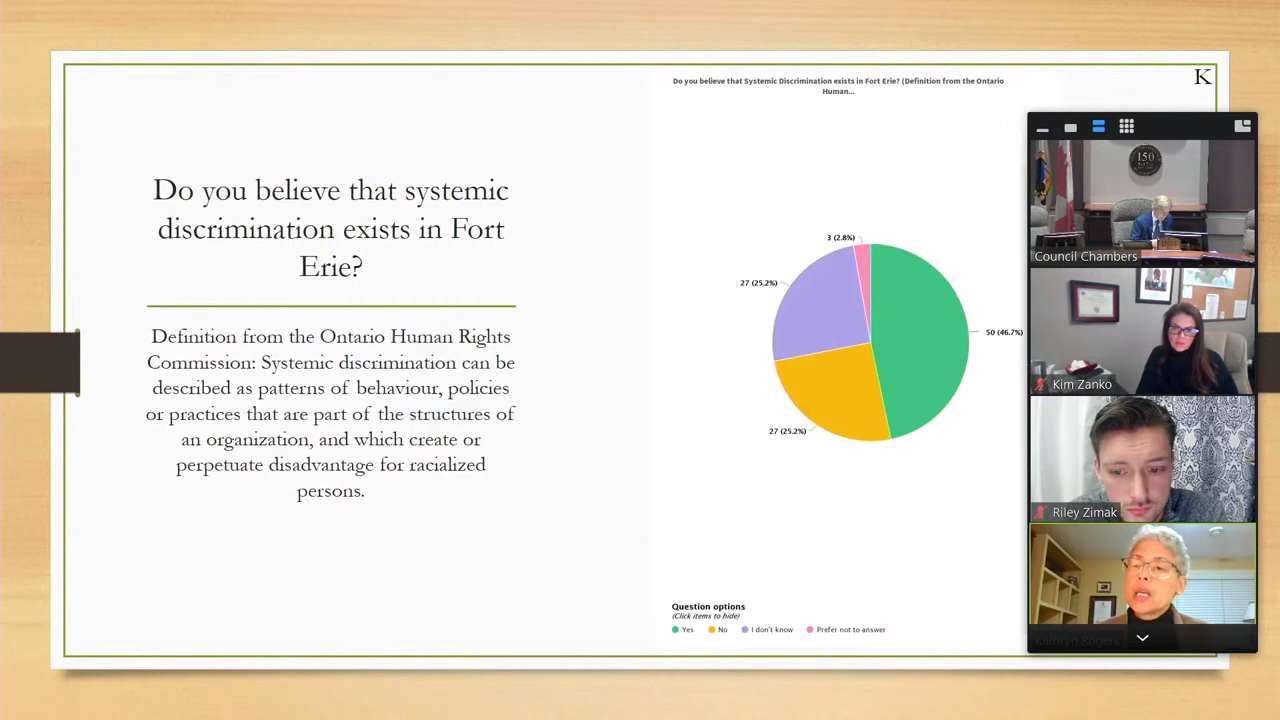 Do you believe that systemic
discrimination exists in Fort
Erie?
Definition from the Ontario Human Rights
Commission: Systemic discrimination can be
described as patterns of behaviour, policies
or practices that are part of the structures of
an organization, and which create or
perpetuate disadvantage for racialized
persons.
Do you believe that Systemic Discrimination exists in Fort Erie? (Definition from the Ontario
Human...
3 (2.8%)
27 (25.2%)
50 (46.7%)
27 (25.2%)
Question options
(Click items to hide)
Yes No I don't know Prefer not to answer
K
150
Council Chambers
Kim Zanko
Riley Zimak
Kathryn Rogers